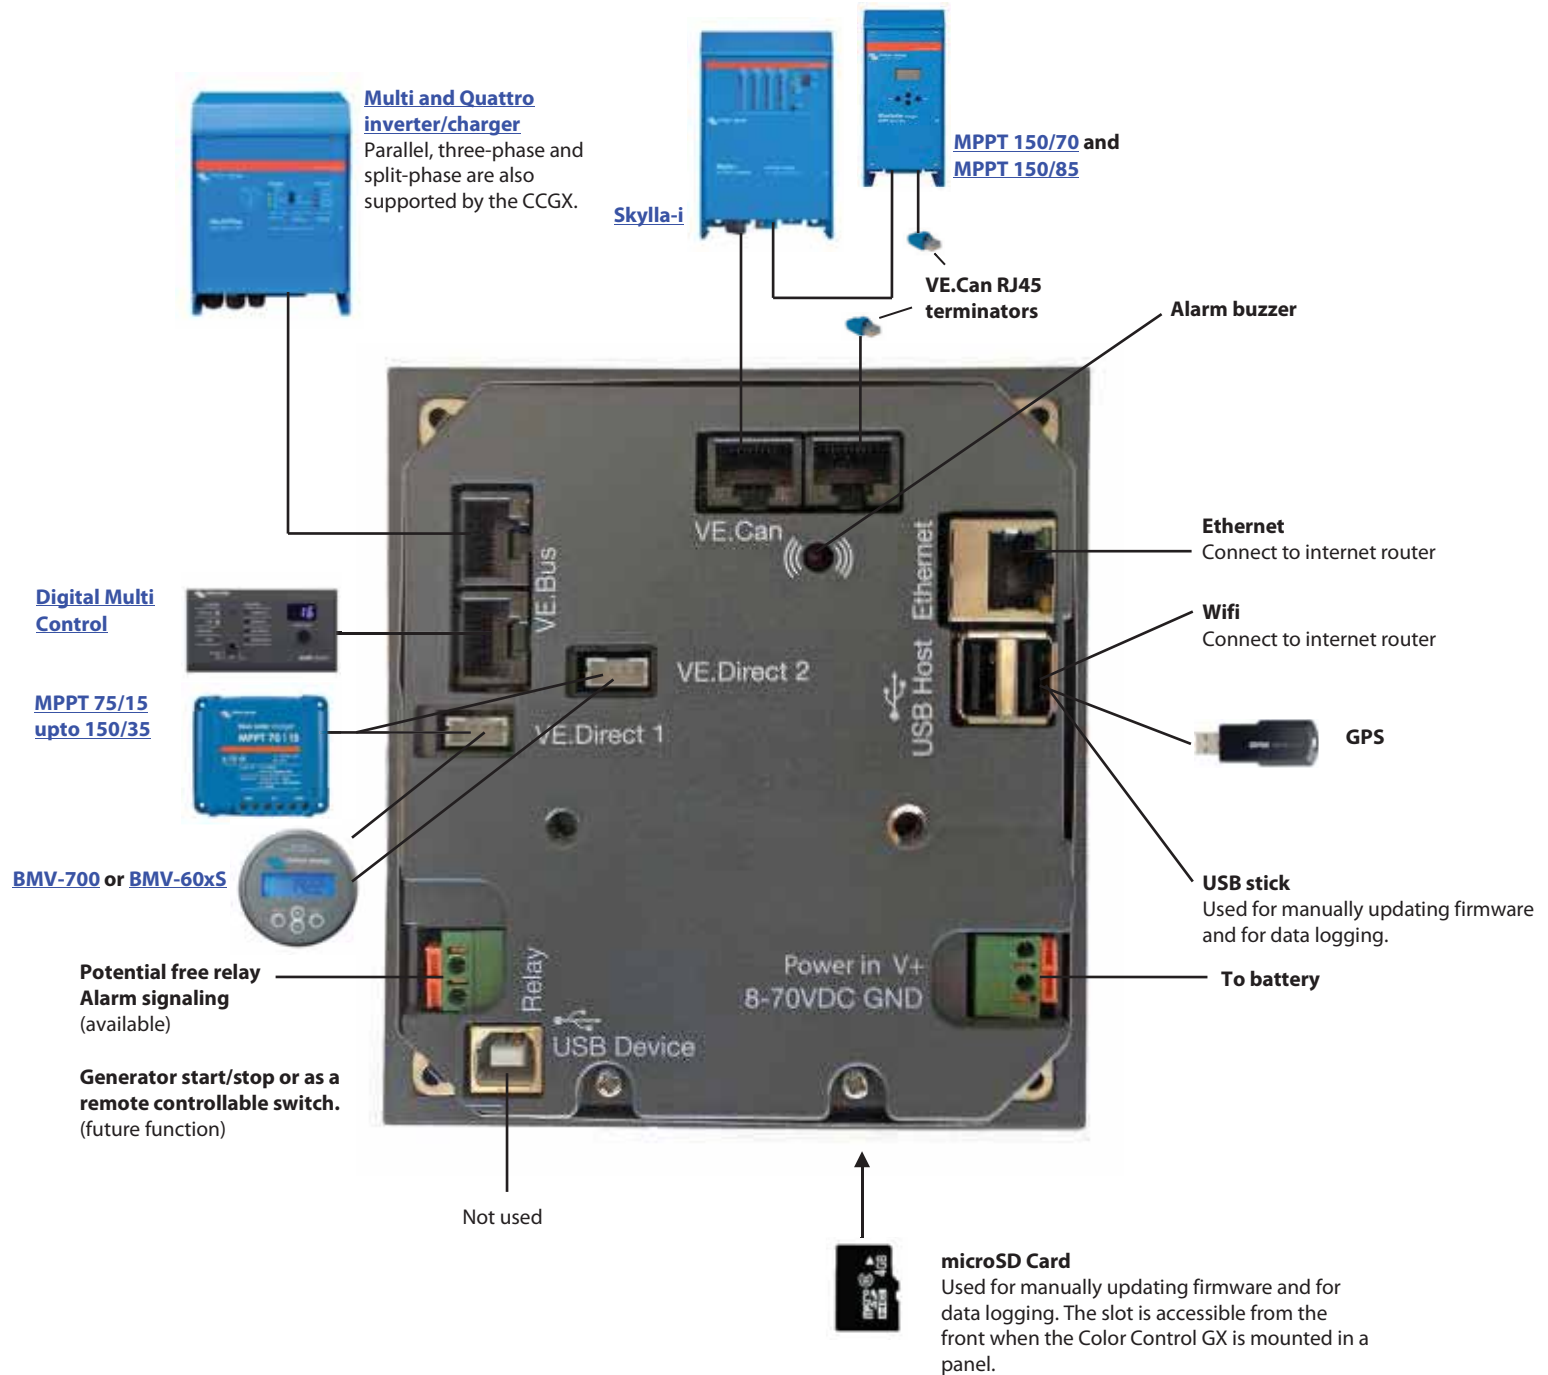 Multi and Quattro
inverter/charger
Parallel, three-phase and
split-phase are also
supported by the CCGX.
Skylla-i
MPPT 150/70 and
MPPT 150/85
VE.Can RJ45
terminators
Alarm buzzer
VE.Can
VE.Bus
Ethernet
Ethernet
Connect to internet router
Wifi
Connect to internet router
Digital Multi
Control
16
MPPT 75/15
upto 150/35
MPPT 70 | 15
VE.Direct 2
VE.Direct 1
USB Host
GPS
BMV-700 or BMV-60xS
USB stick
Used for manually updating firmware
and for data logging.
Potential free relay
Alarm signaling
(available)
Relay
Power in V+
8-70VDC GND
To battery
USB Device
Generator start/stop or as a
remote controllable switch.
(future function)
Not used
4GB
microSD Card
Used for manually updating firmware and for
data logging. The slot is accessible from the
front when the Color Control GX is mounted in a
panel.